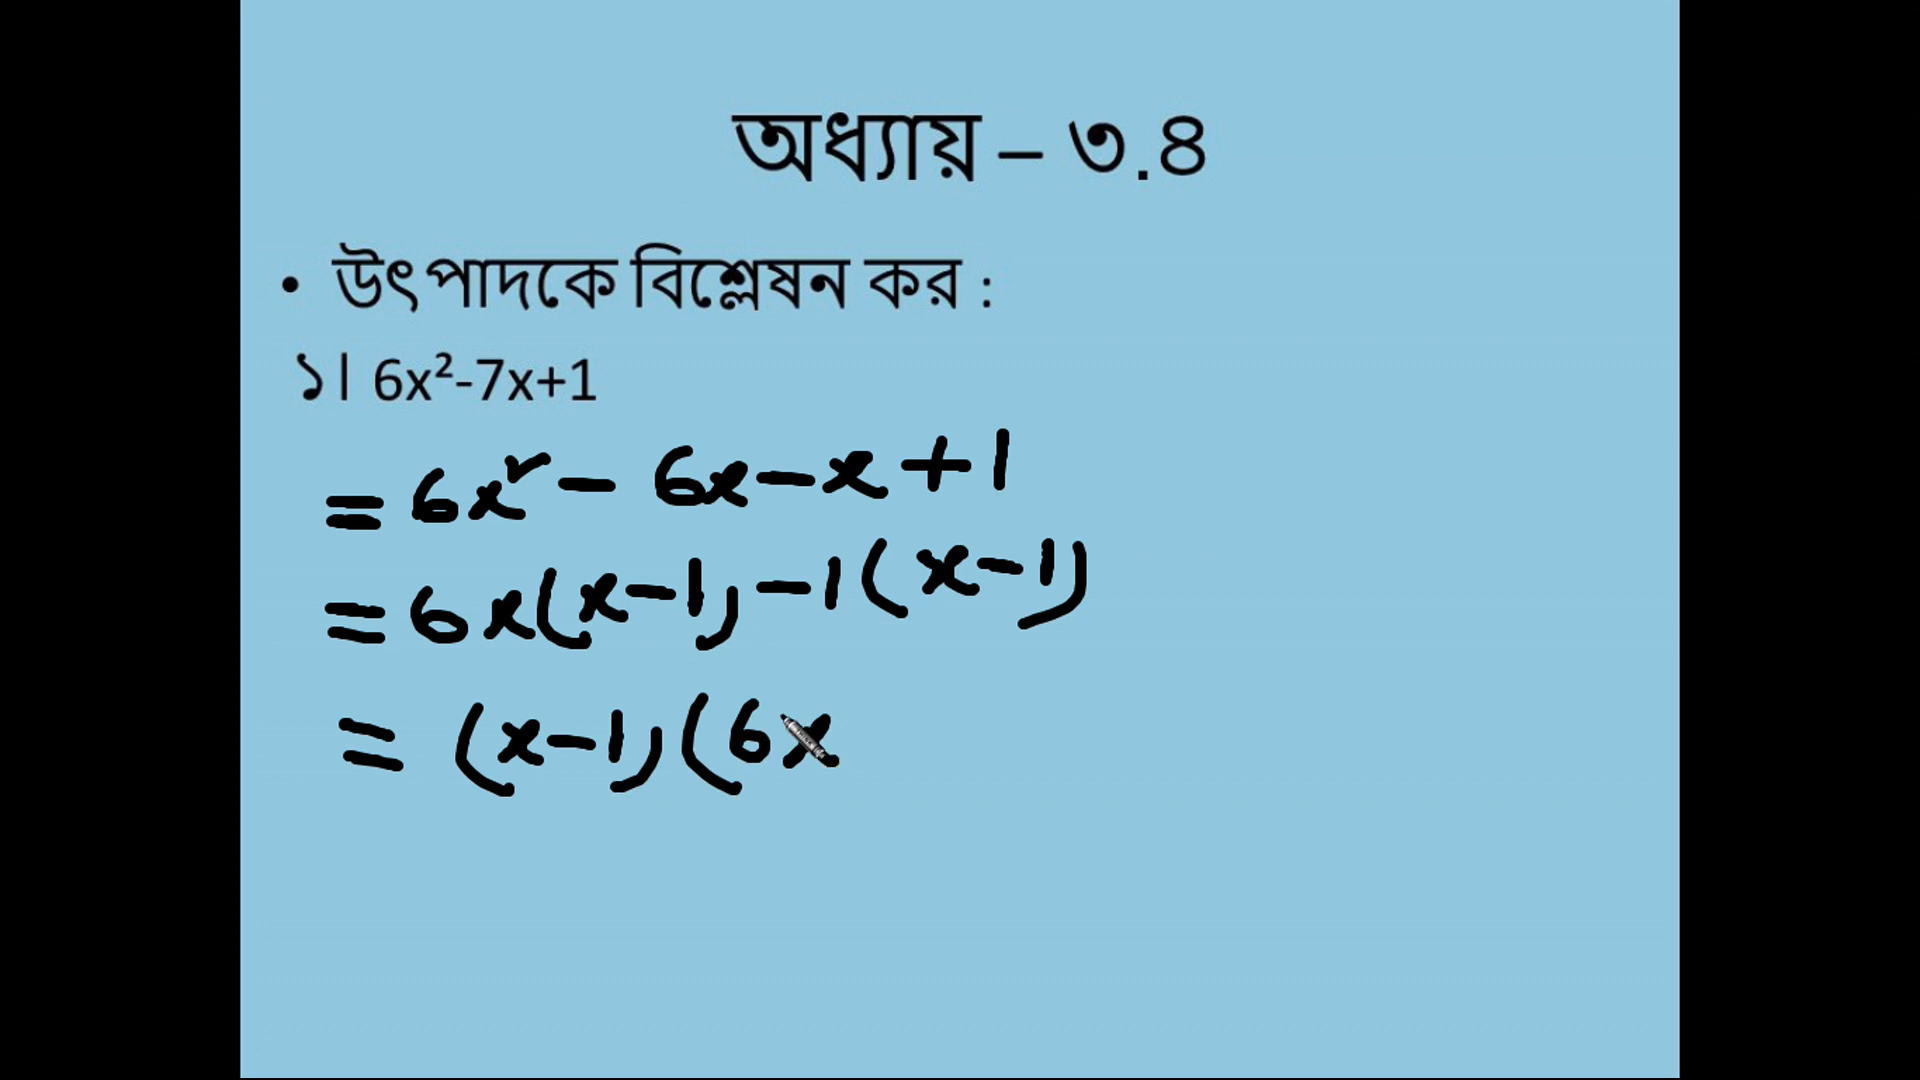 অধ্যায় – ৩.৪
• উৎপাদকে বিশ্লেষন কর :
১। 6x²-7x+1
= 6x² - 6x - x + 1
= 6x(x-1) - 1(x-1)
= (x-1)(6x